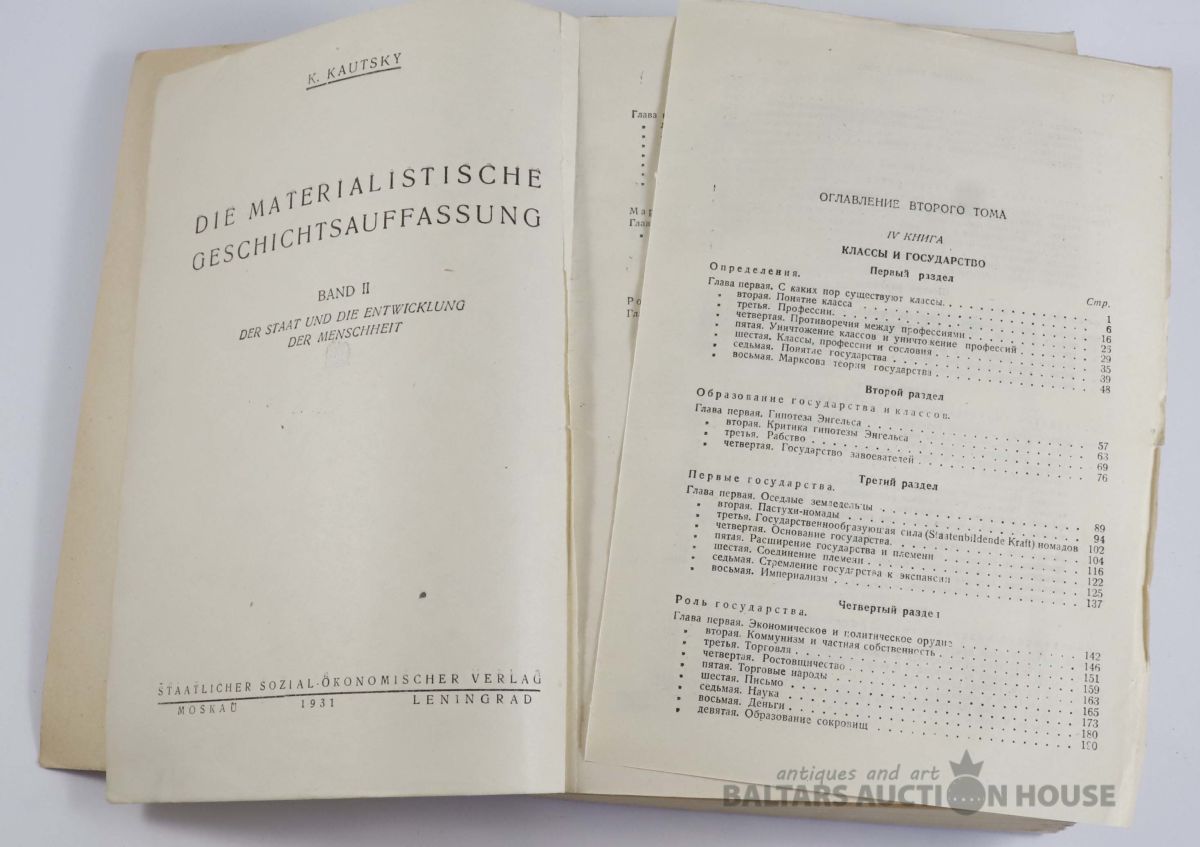 K. KAUTSKY
DIE MATERIALISTISCHE
GESCHICHTSAUFFASSUNG
BAND II
DER STAAT UND DIE ENTWICKLUNG
DER MENSCHHEIT
STAATLICHER SOZIAL-ÖKONOMISCHER VERLAG
MOSKAU 1931 LENINGRAD
Глава
Мар
Глав
Ро
ОГЛАВЛЕНИЕ ВТОРОГО ТОМА
IV КНИГА
КЛАССЫ И ГОСУДАРСТВО
Первый раздел
Определения. Стр.
Глава первая. С каких пор существуют классы. 1
" вторая. Понятие класса 6
" третья. Профессии. 16
" четвертая. Противоречия между профессиями 25
" пятая. Уничтожение классов и уничтожение профессий 29
" шестая. Классы, профессии и сословия 35
" седьмая. Понятие государства 39
" восьмая. Марксова теория государства 48
Второй раздел
Образование государства и классов.
Глава первая. Гипотеза Энгельса 57
" вторая. Критика гипотезы Энгельса 63
" третья. Рабство 69
" четвертая. Государство завоевателей 76
Третий раздел
Первые государства.
Глава первая. Оседлые земледельцы 89
" вторая. Пастухи-номады 94
" третья. Государственнообразующая сила (Staatenbildende Kraft) номадов 102
" четвертая. Основание государства. 104
" пятая. Расширение государства и племени 116
" шестая. Соединение племени 122
" седьмая. Стремление государства к экспансии 125
" восьмая. Империализм 137
Четвертый раздел
Роль государства.
Глава первая. Экономическое и политическое орудие 142
" вторая. Коммунизм и частная собственность 146
" третья. Торговля 151
" четвертая. Ростовщичество 159
" пятая. Торговые народы 163
" шестая. Письмо 165
" седьмая. Наука 173
" восьмая. Деньги 180
" девятая. Образование сокровищ 190
antiques and art
BALTARS AUCTION HOUSE